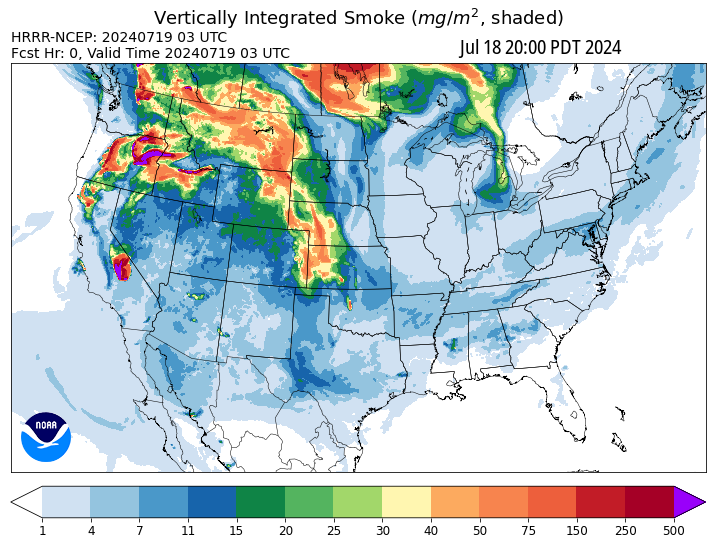 Vertically Integrated Smoke (mg/m², shaded)
HRRR-NCEP: 20240719 03 UTC
Fcst Hr: 0, Valid Time 20240719 03 UTC
Jul 18 20:00 PDT 2024
NOAA
1 4 7 11 15 20 25 30 40 50 75 150 250 500